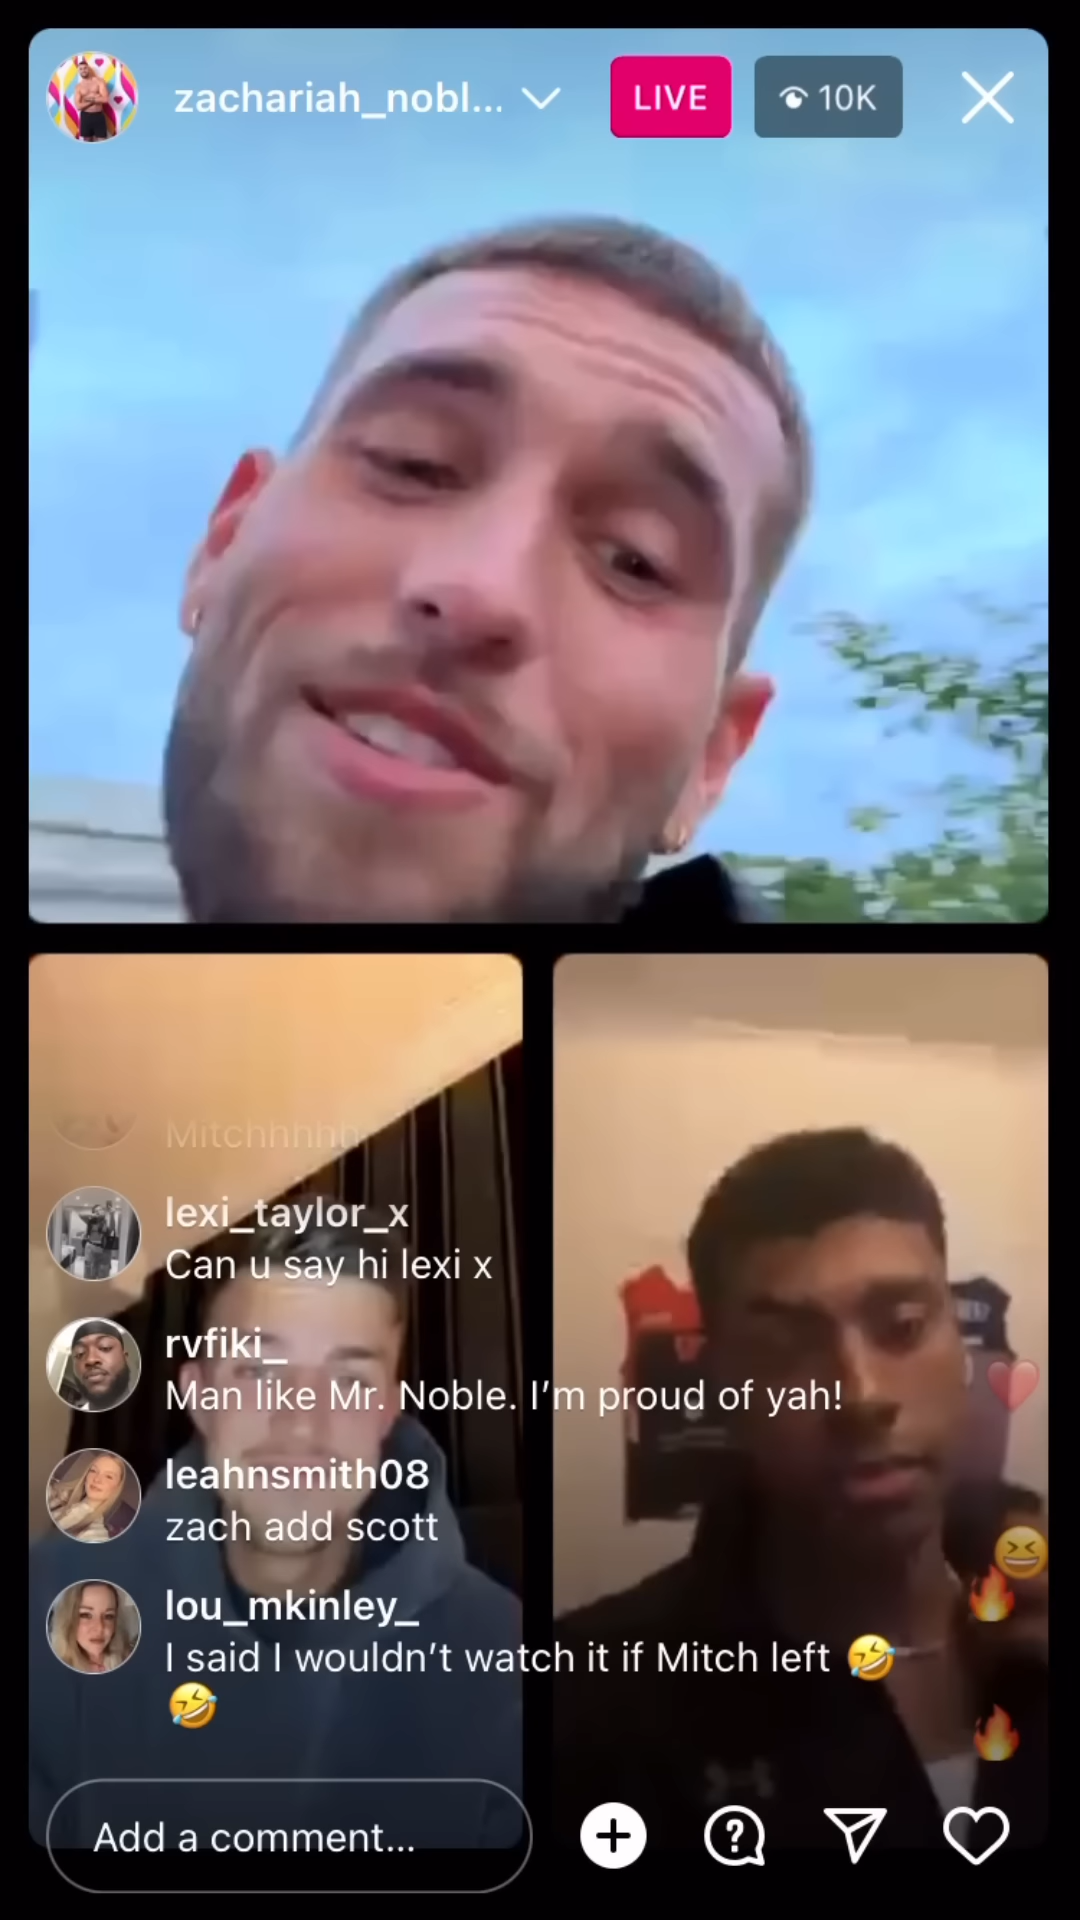 zachariah_nobl...
LIVE
10K
Mitchhhhh
lexi_taylor_x
Can u say hi lexi x
rvfiki_
Man like Mr. Noble. I’m proud of yah!
leahnsmith08
zach add scott
lou_mkinley_
I said I wouldn’t watch it if Mitch left 🤣
🤣
Add a comment...